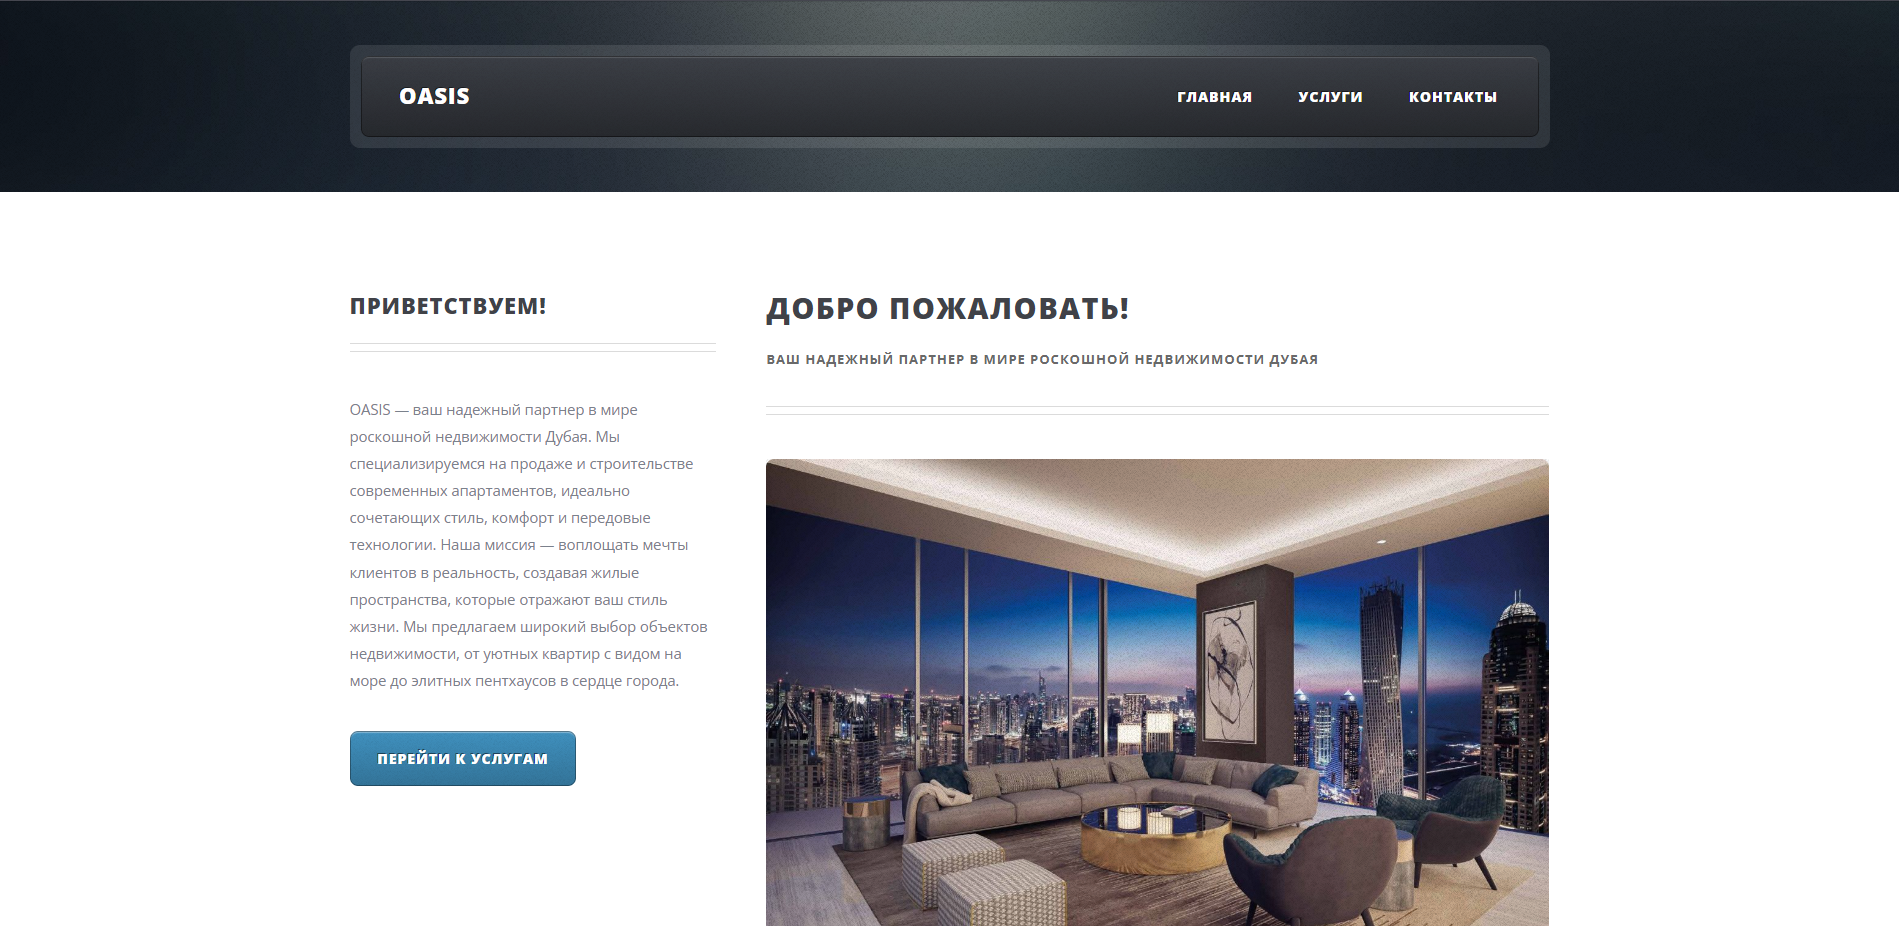 OASIS
ГЛАВНАЯ
УСЛУГИ
КОНТАКТЫ
ПРИВЕТСТВУЕМ!
OASIS — ваш надежный партнер в мире
роскошной недвижимости Дубая. Мы
специализируемся на продаже и строительстве
современных апартаментов, идеально
сочетающих стиль, комфорт и передовые
технологии. Наша миссия — воплощать мечты
клиентов в реальность, создавая жилые
пространства, которые отражают ваш стиль
жизни. Мы предлагаем широкий выбор объектов
недвижимости, от уютных квартир с видом на
море до элитных пентхаусов в сердце города.
ПЕРЕЙТИ К УСЛУГАМ
ДОБРО ПОЖАЛОВАТЬ!
ВАШ НАДЕЖНЫЙ ПАРТНЕР В МИРЕ РОСКОШНОЙ НЕДВИЖИМОСТИ ДУБАЯ